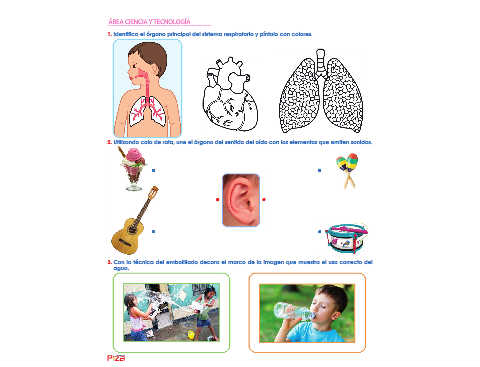 ÁREA CIENCIA Y TECNOLOGÍA
1. Identifica el órgano principal del sistema respiratorio y píntalo con colores.
2. Utilizando cola de rata, une el órgano del sentido del oído con los elementos que emiten sonidos.
3. Con la técnica del embolillado decora el marco de la imagen que muestra el uso correcto del
agua.